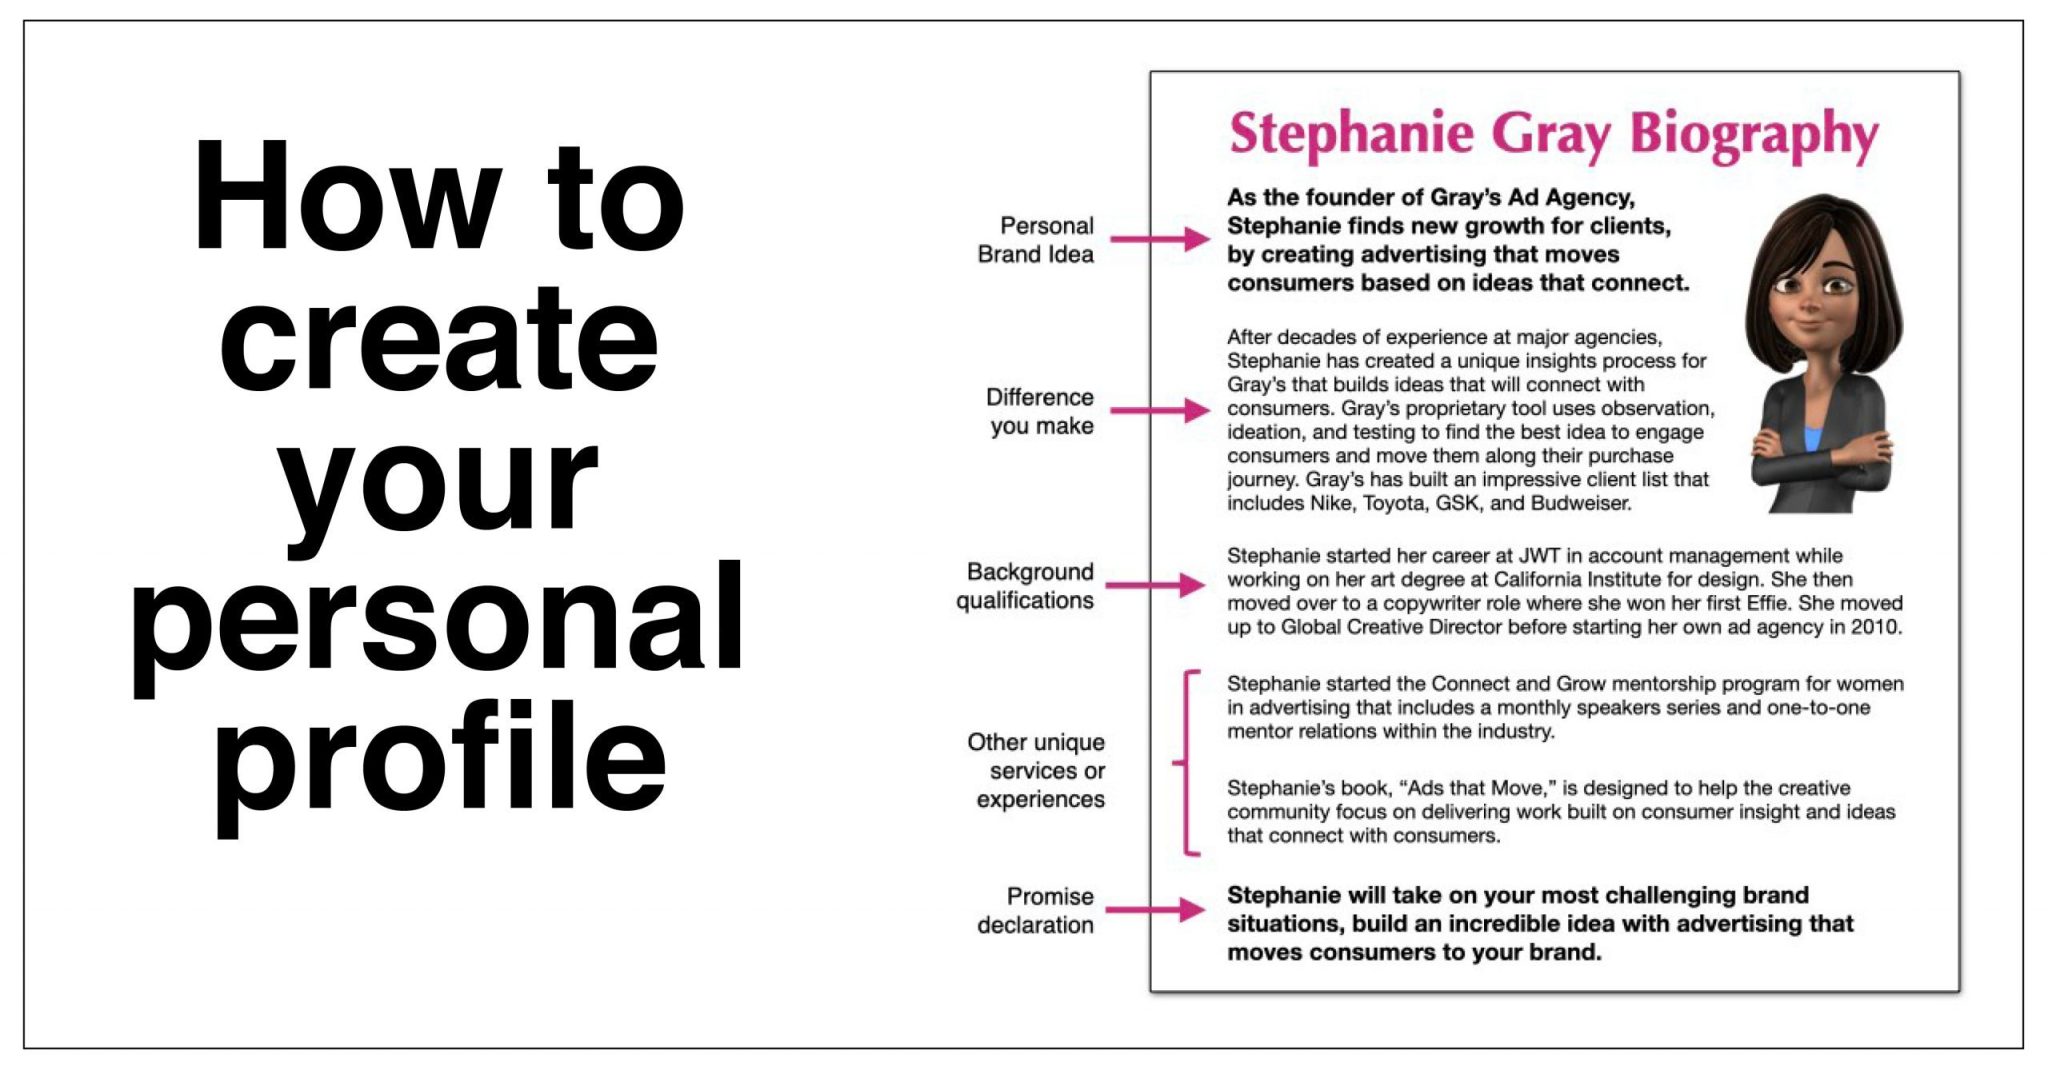 How to
create
your
personal
profile
Stephanie Gray Biography
Personal
Brand Idea
As the founder of Gray’s Ad Agency,
Stephanie finds new growth for clients,
by creating advertising that moves
consumers based on ideas that connect.
Difference
you make
After decades of experience at major agencies,
Stephanie has created a unique insights process for
Gray’s that builds ideas that will connect with
consumers. Gray’s proprietary tool uses observation,
ideation, and testing to find the best idea to engage
consumers and move them along their purchase
journey. Gray’s has built an impressive client list that
includes Nike, Toyota, GSK, and Budweiser.
Background
qualifications
Stephanie started her career at JWT in account management while
working on her art degree at California Institute for design. She then
moved over to a copywriter role where she won her first Effie. She moved
up to Global Creative Director before starting her own ad agency in 2010.
Other unique
services or
experiences
Stephanie started the Connect and Grow mentorship program for women
in advertising that includes a monthly speakers series and one-to-one
mentor relations within the industry.
Stephanie’s book, “Ads that Move,” is designed to help the creative
community focus on delivering work built on consumer insight and ideas
that connect with consumers.
Promise
declaration
Stephanie will take on your most challenging brand
situations, build an incredible idea with advertising that
moves consumers to your brand.